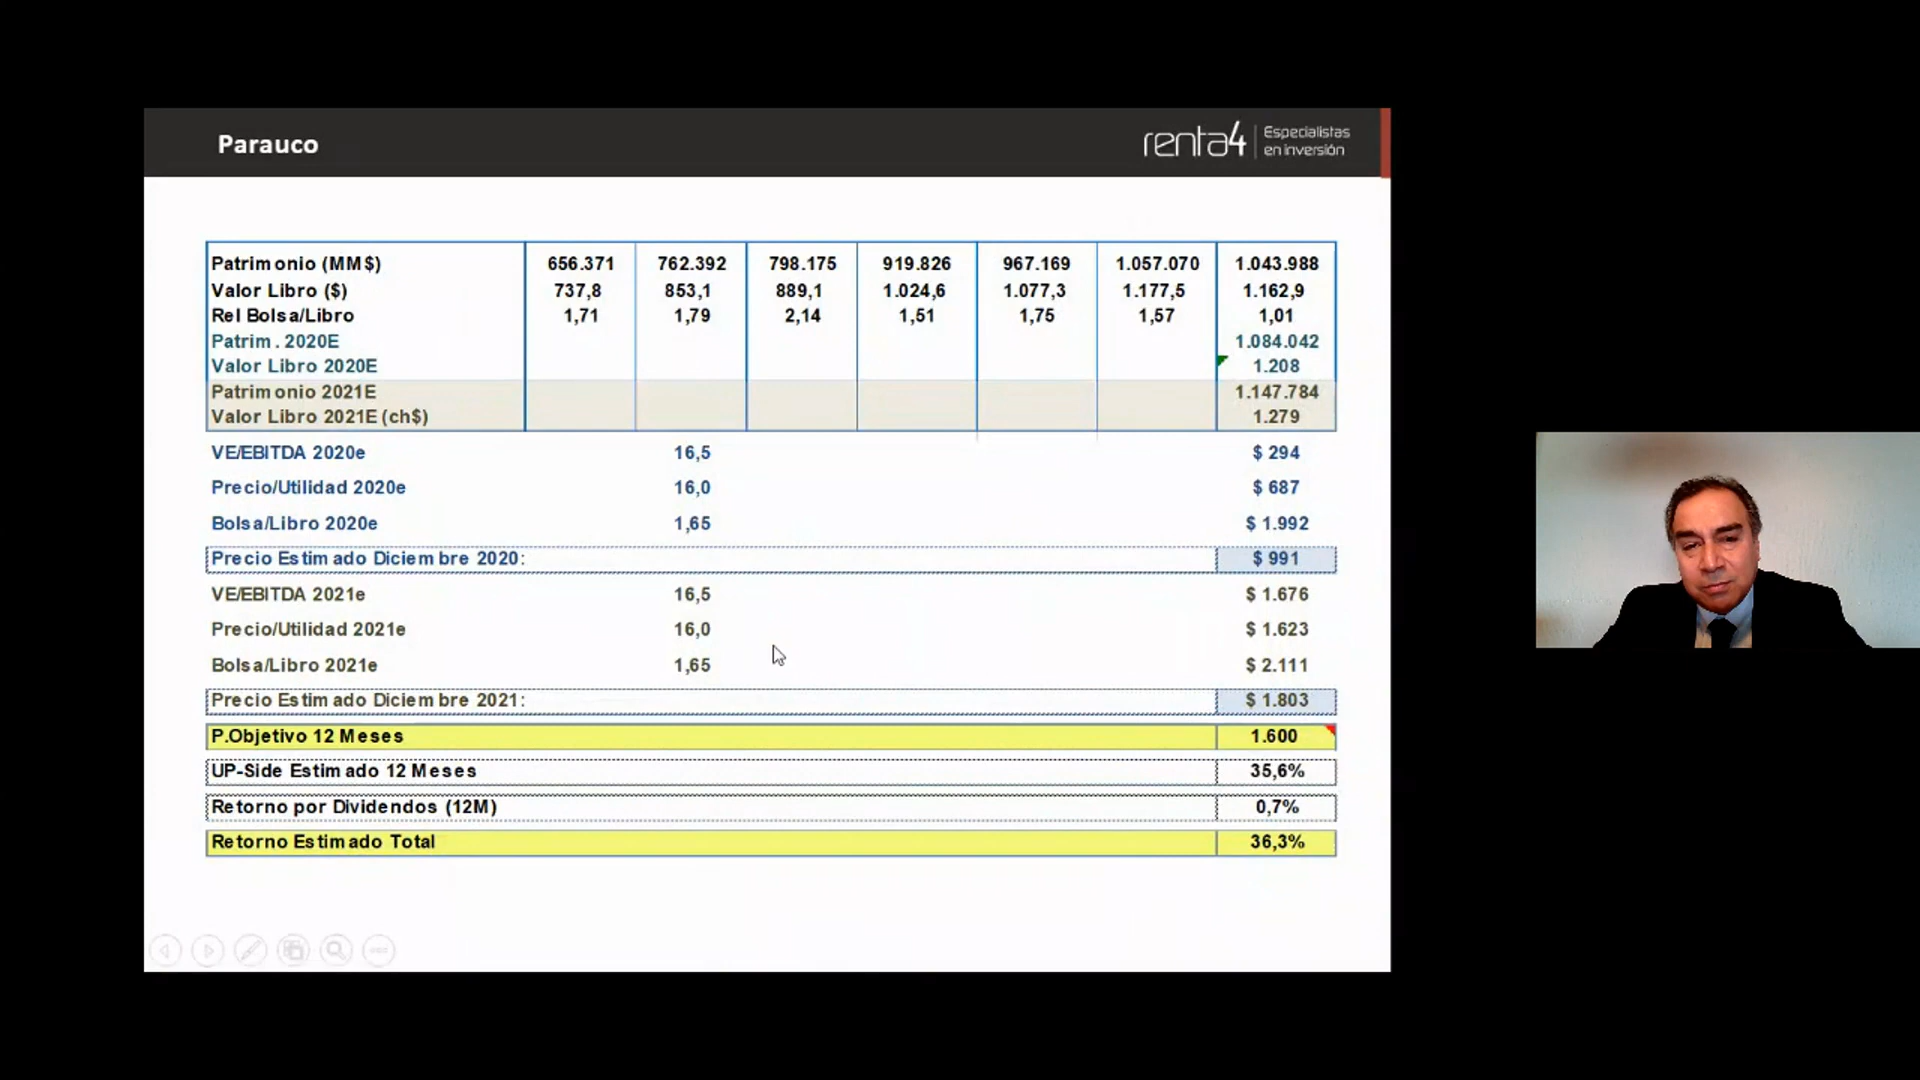 Parauco
renta4 Especialistas en inversión
Patrimonio (MM$) 656.371 762.392 798.175 919.826 967.169 1.057.070 1.043.988
Valor Libro ($) 737,8 853,1 889,1 1.024,6 1.077,3 1.177,5 1.162,9
Rel Bolsa/Libro 1,71 1,79 2,14 1,51 1,75 1,57 1,01
Patrim. 2020E 1.084.042
Valor Libro 2020E 1.208
Patrimonio 2021E 1.147.784
Valor Libro 2021E (ch$) 1.279
VE/EBITDA 2020e 16,5 $ 294
Precio/Utilidad 2020e 16,0 $ 687
Bolsa/Libro 2020e 1,65 $ 1.992
Precio Estimado Diciembre 2020: $ 991
VE/EBITDA 2021e 16,5 $ 1.676
Precio/Utilidad 2021e 16,0 $ 1.623
Bolsa/Libro 2021e 1,65 $ 2.111
Precio Estimado Diciembre 2021: $ 1.803
P.Objetivo 12 Meses 1.600
UP-Side Estimado 12 Meses 35,6%
Retorno por Dividendos (12M) 0,7%
Retorno Estimado Total 36,3%